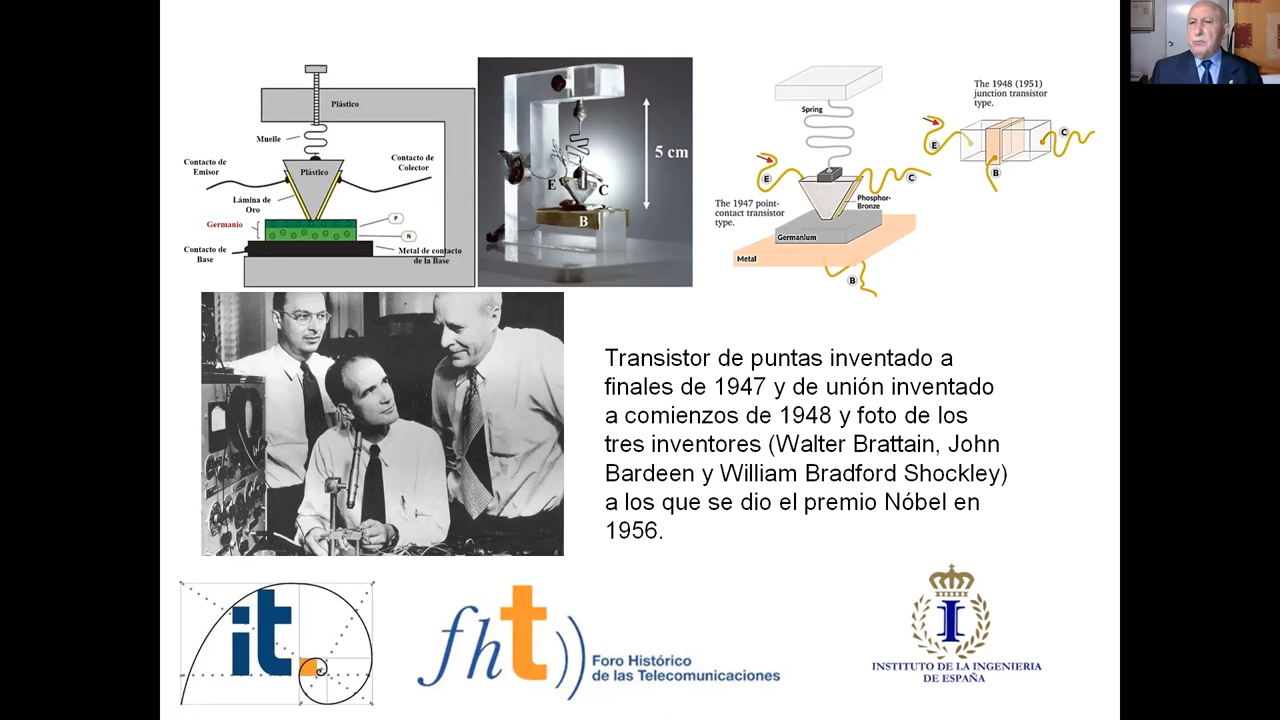 Plástico
Muelle
Contacto de
Emisor
Contacto de
Colector
Plástico
Lámina de
Oro
Germanio
P
N
Contacto de
Base
Metal de contacto
de la Base
5 cm
E
C
B
Spring
E
C
The 1947 point-
contact transistor
type.
Phosphor-
Bronze
Germanium
Metal
B
The 1948 (1951)
junction transistor
type.
E
C
B
Transistor de puntas inventado a
finales de 1947 y de unión inventado
a comienzos de 1948 y foto de los
tres inventores (Walter Brattain, John
Bardeen y William Bradford Shockley)
a los que se dio el premio Nóbel en
1956.
it
fht
Foro Histórico
de las Telecomunicaciones
I
INSTITUTO DE LA INGENIERIA
DE ESPAÑA